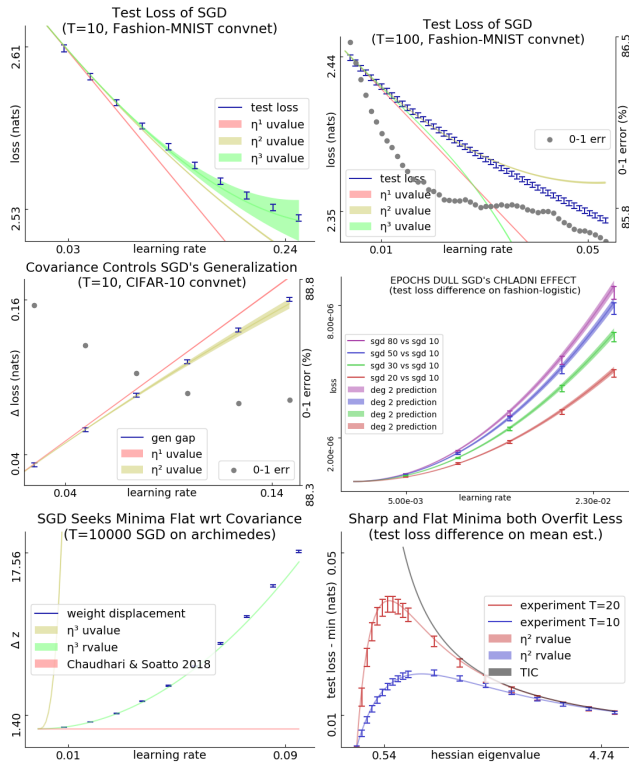 Test Loss of SGD
(T=10, Fashion-MNIST convnet)
2.61
loss (nats)
2.53
test loss
η¹ uvalue
η² uvalue
η³ uvalue
0.03
learning rate
0.24
Test Loss of SGD
(T=100, Fashion-MNIST convnet)
2.44
loss (nats)
2.35
86.5
0-1 error (%)
85.8
0-1 err
test loss
η¹ uvalue
η² uvalue
η³ uvalue
0.01
learning rate
0.05
Covariance Controls SGD's Generalization
(T=10, CIFAR-10 convnet)
0.16
Δ loss (nats)
0.04
88.8
0-1 error (%)
88.3
gen gap
η¹ uvalue
η² uvalue
0-1 err
0.04
learning rate
0.14
EPOCHS DULL SGD's CHLADNI EFFECT
(test loss difference on fashion-logistic)
8.00e-06
loss
2.00e-06
sgd 80 vs sgd 10
sgd 50 vs sgd 10
sgd 30 vs sgd 10
sgd 20 vs sgd 10
deg 2 prediction
deg 2 prediction
deg 2 prediction
deg 2 prediction
5.00e-03
learning rate
2.30e-02
SGD Seeks Minima Flat wrt Covariance
(T=10000 SGD on archimedes)
17.56
Δ z
1.40
weight displacement
η³ uvalue
η³ rvalue
Chaudhari & Soatto 2018
0.01
learning rate
0.09
Sharp and Flat Minima both Overfit Less
(test loss difference on mean est.)
0.05
test loss - min (nats)
0.01
experiment T=20
experiment T=10
η² rvalue
η² rvalue
TIC
0.54
hessian eigenvalue
4.74